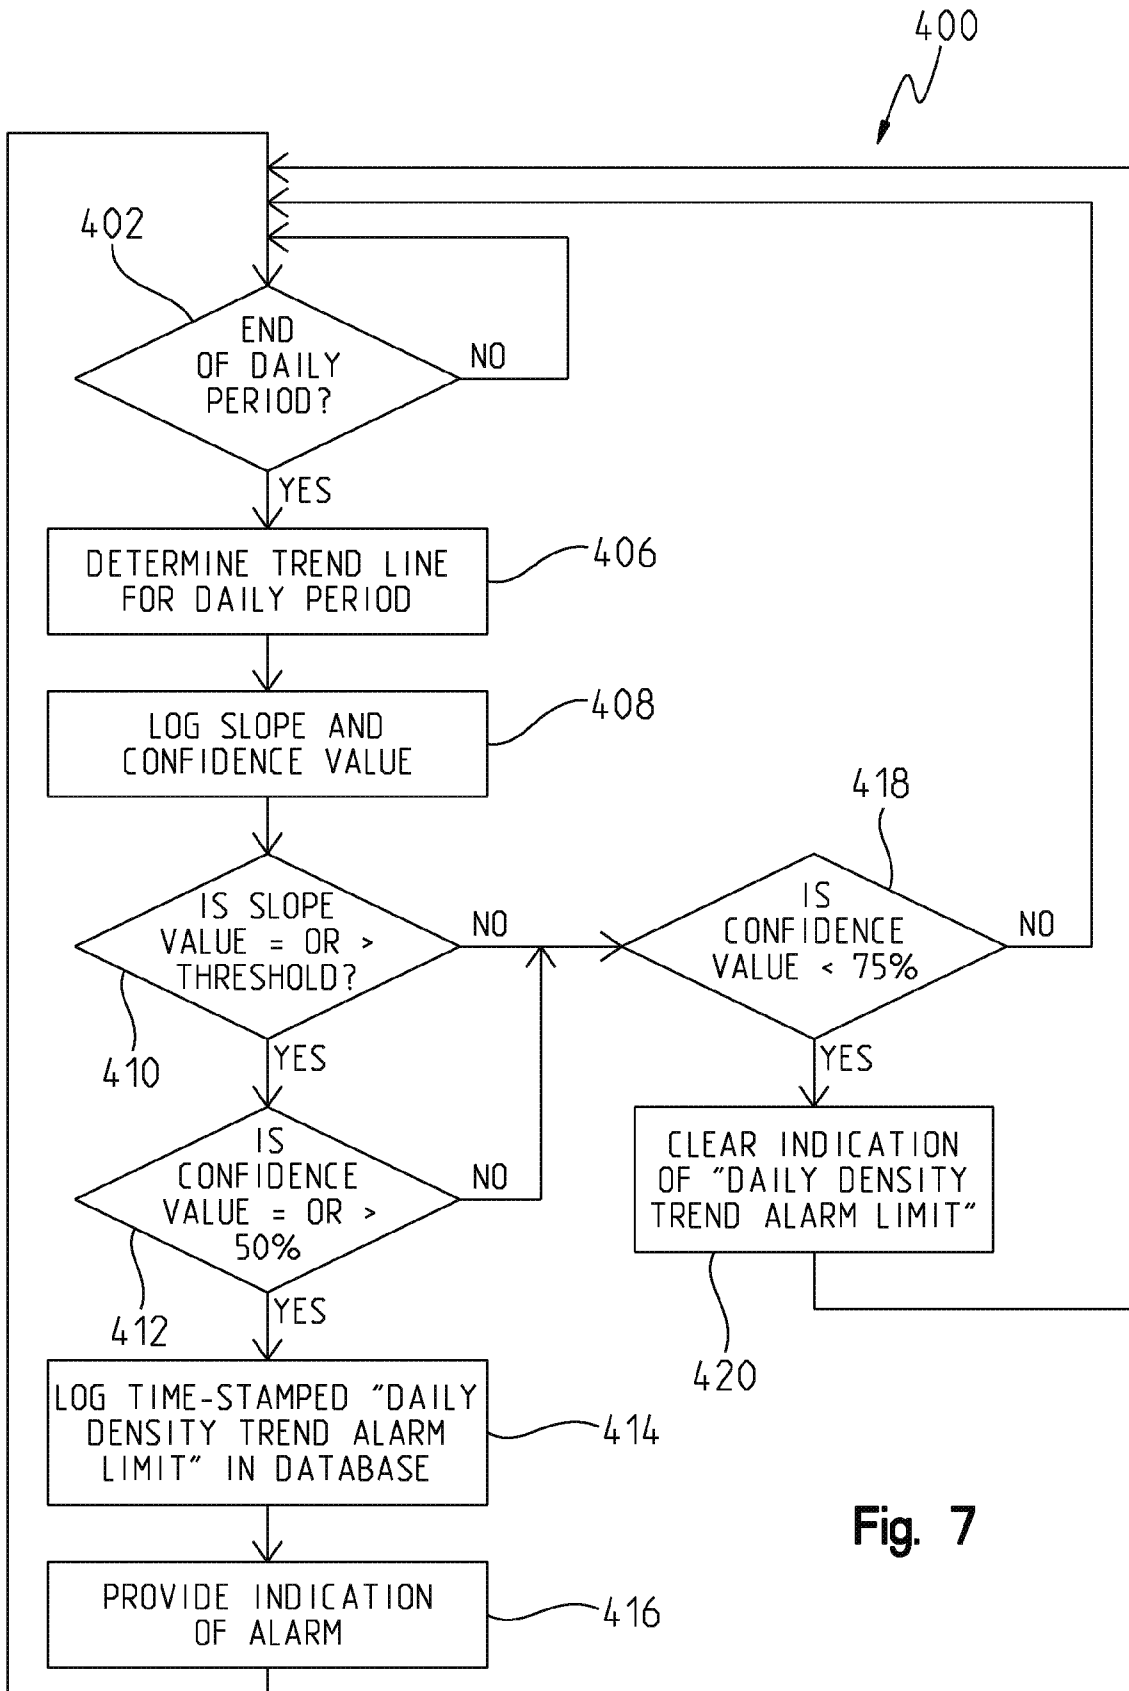 400
402
END
OF DAILY
PERIOD?
NO
YES
DETERMINE TREND LINE
FOR DAILY PERIOD
406
LOG SLOPE AND
CONFIDENCE VALUE
408
IS SLOPE
VALUE = OR >
THRESHOLD?
NO
410
YES
418
IS
CONFIDENCE
VALUE < 75%
NO
YES
IS
CONFIDENCE
VALUE = OR >
50%
NO
412
YES
CLEAR INDICATION
OF "DAILY DENSITY
TREND ALARM LIMIT"
420
LOG TIME-STAMPED "DAILY
DENSITY TREND ALARM
LIMIT" IN DATABASE
414
PROVIDE INDICATION
OF ALARM
416
Fig. 7